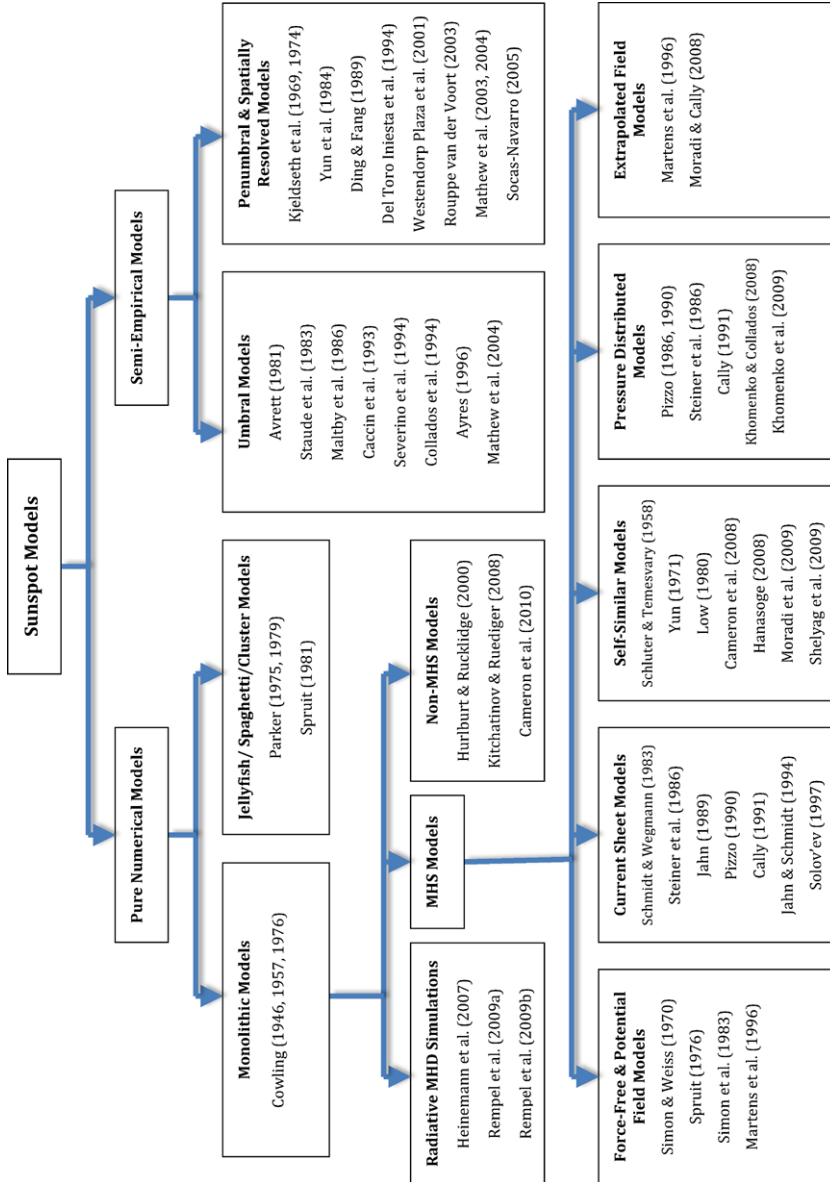 Sunspot Models
Pure Numerical Models
Semi-Empirical Models
Monolithic Models
Cowling (1946, 1957, 1976)
Jellyfish/ Spaghetti/Cluster Models
Parker (1975, 1979)
Spruit (1981)
Umbral Models
Avrett (1981)
Staude et al. (1983)
Maltby et al. (1986)
Caccin et al. (1993)
Severino et al. (1994)
Collados et al. (1994)
Ayres (1996)
Mathew et al. (2004)
Penumbral & Spatially
Resolved Models
Kjeldseth et al. (1969, 1974)
Yun et al. (1984)
Ding & Fang (1989)
Del Toro Iniesta et al. (1994)
Westendorp Plaza et al. (2001)
Rouppe van der Voort (2003)
Mathew et al. (2003, 2004)
Socas-Navarro (2005)
Radiative MHD Simulations
Heinemann et al. (2007)
Rempel et al. (2009a)
Rempel et al. (2009b)
MHS Models
Non-MHS Models
Hurlburt & Rucklidge (2000)
Kitchatinov & Ruediger (2008)
Cameron et al. (2010)
Force-Free & Potential
Field Models
Simon & Weiss (1970)
Spruit (1976)
Simon et al. (1983)
Martens et al. (1996)
Current Sheet Models
Schmidt & Wegmann (1983)
Steiner et al. (1986)
Jahn (1989)
Pizzo (1990)
Cally (1991)
Jahn & Schmidt (1994)
Solov'ev (1997)
Self-Similar Models
Schluter & Temesvary (1958)
Yun (1971)
Low (1980)
Cameron et al. (2008)
Hanasoge (2008)
Moradi et al. (2009)
Shelyag et al. (2009)
Pressure Distributed
Models
Pizzo (1986, 1990)
Steiner et al. (1986)
Cally (1991)
Khomenko & Collados (2008)
Khomenko et al. (2009)
Extrapolated Field
Models
Martens et al. (1996)
Moradi & Cally (2008)